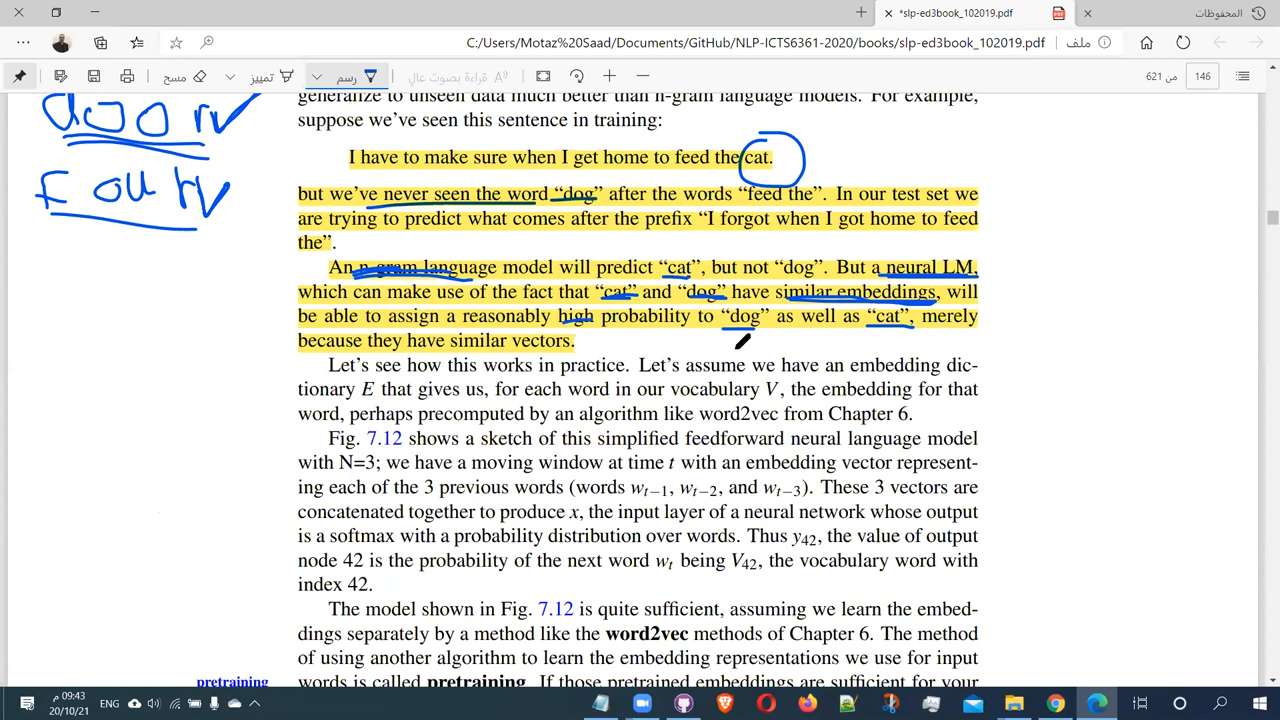 *slp-ed3book_102019.pdf
المحفوظات
C:/Users/Motaz%20Saad/Documents/GitHub/NLP-ICTS6361-2020/books/slp-ed3book_102019.pdf
ملف
مسح
تمييز
رسم
قراءة بصوت عالٍ
من 621
146
generalize to unseen data much better than n-gram language models. For example,
suppose we’ve seen this sentence in training:
I have to make sure when I get home to feed the cat.
but we’ve never seen the word “dog” after the words “feed the”. In our test set we
are trying to predict what comes after the prefix “I forgot when I got home to feed
the”.
An n-gram language model will predict “cat”, but not “dog”. But a neural LM,
which can make use of the fact that “cat” and “dog” have similar embeddings, will
be able to assign a reasonably high probability to “dog” as well as “cat”, merely
because they have similar vectors.
Let’s see how this works in practice. Let’s assume we have an embedding dic-
tionary E that gives us, for each word in our vocabulary V, the embedding for that
word, perhaps precomputed by an algorithm like word2vec from Chapter 6.
Fig. 7.12 shows a sketch of this simplified feedforward neural language model
with N=3; we have a moving window at time t with an embedding vector represent-
ing each of the 3 previous words (words wt−1, wt−2, and wt−3). These 3 vectors are
concatenated together to produce x, the input layer of a neural network whose output
is a softmax with a probability distribution over words. Thus y42, the value of output
node 42 is the probability of the next word wt being V42, the vocabulary word with
index 42.
The model shown in Fig. 7.12 is quite sufficient, assuming we learn the embed-
dings separately by a method like the word2vec methods of Chapter 6. The method
of using another algorithm to learn the embedding representations we use for input
pretraining
words is called pretraining. If those pretrained embeddings are sufficient for your
09:43 م
20/10/21
ENG